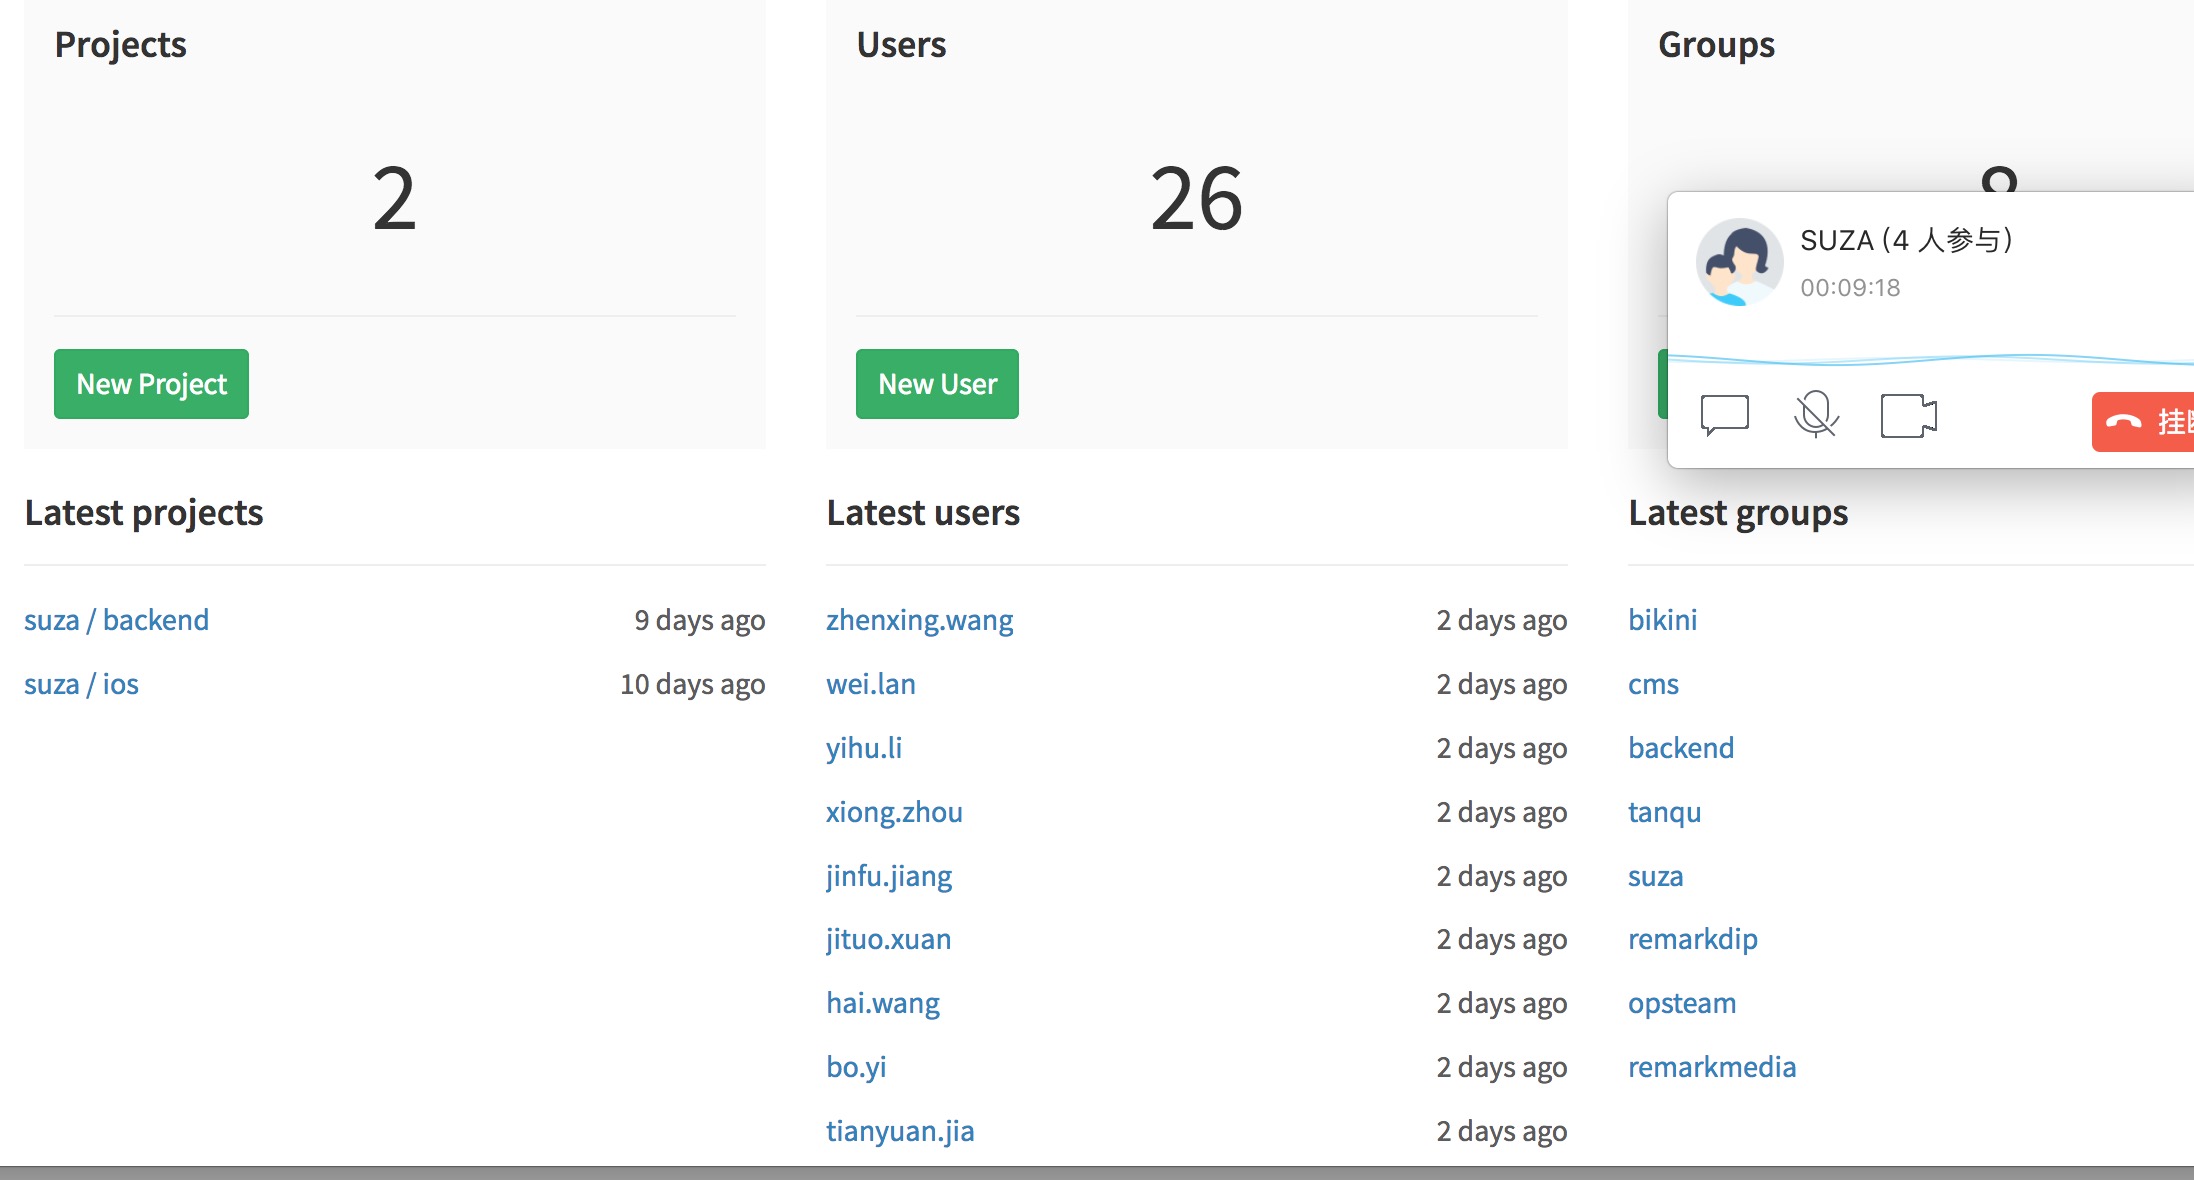 Projects
2
New Project
Users
26
New User
Groups
SUZA (4 人参与)
00:09:18
挂
Latest projects
suza / backend 9 days ago
suza / ios 10 days ago
Latest users
zhenxing.wang 2 days ago
wei.lan 2 days ago
yihu.li 2 days ago
xiong.zhou 2 days ago
jinfu.jiang 2 days ago
jituo.xuan 2 days ago
hai.wang 2 days ago
bo.yi 2 days ago
tianyuan.jia 2 days ago
Latest groups
bikini
cms
backend
tanqu
suza
remarkdip
opsteam
remarkmedia